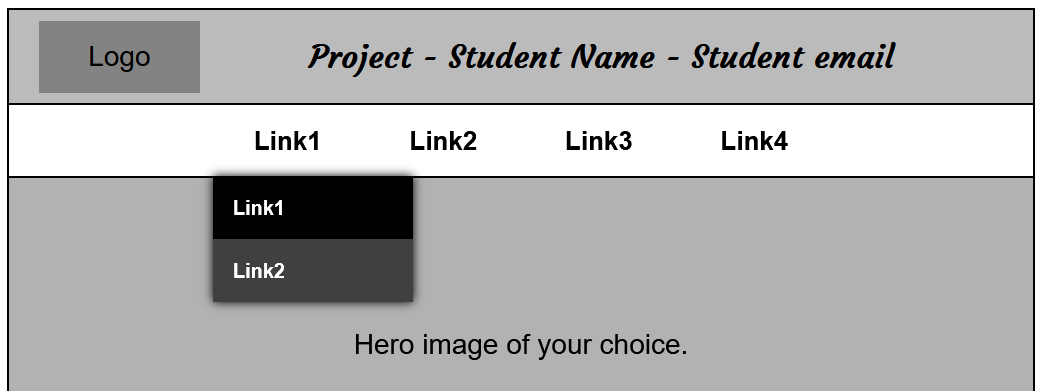 Logo
Project - Student Name - Student email
Link1 Link2 Link3 Link4
Link1
Link2
Hero image of your choice.